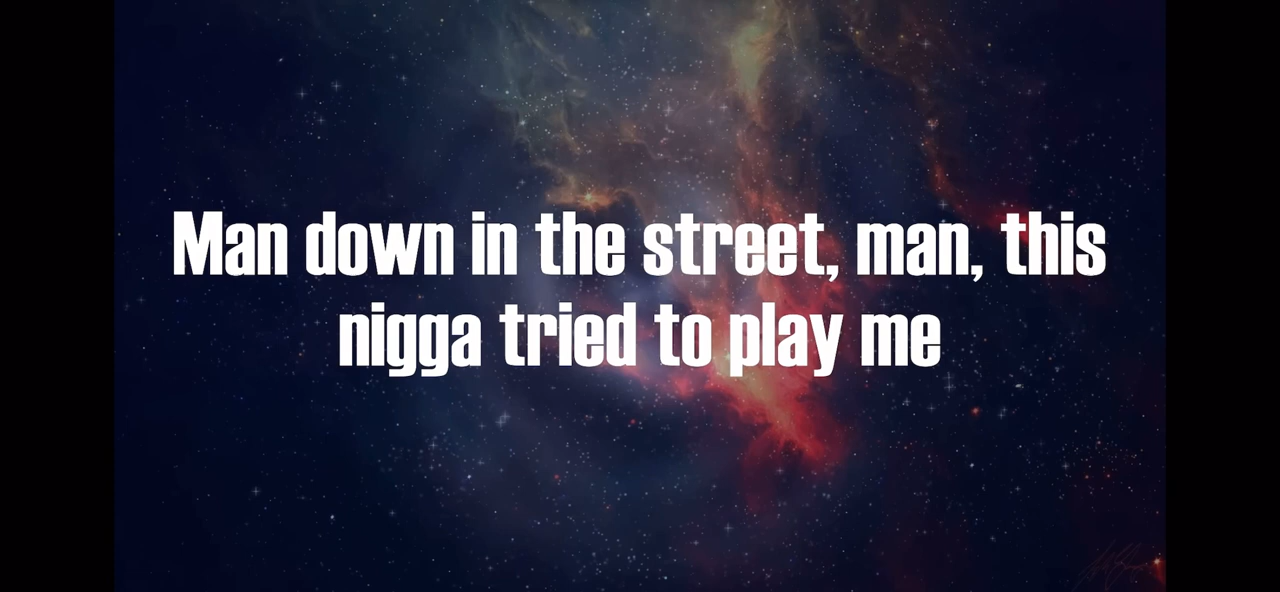 Man down in the street, man, this
nigga tried to play me